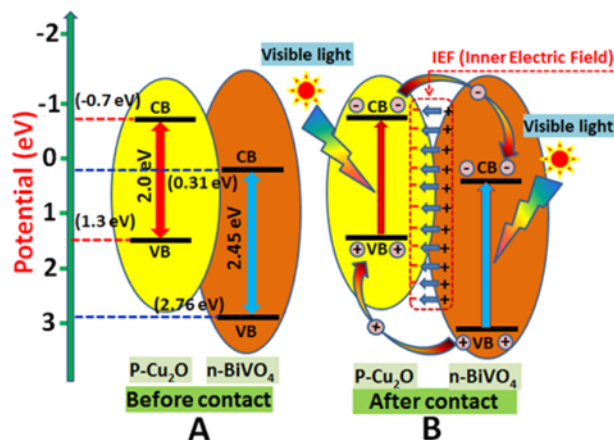 Potential (eV)
-2
-1
0
1
2
3
(-0.7 eV)
CB
2.0 eV
(1.3 eV)
VB
CB
(0.31 eV)
2.45 eV
(2.76 eV)
VB
P-Cu₂O
n-BiVO₄
Before contact
A
Visible light
IEF (Inner Electric Field)
CB
Visible light
CB
VB
VB
P-Cu₂O
n-BiVO₄
After contact
B